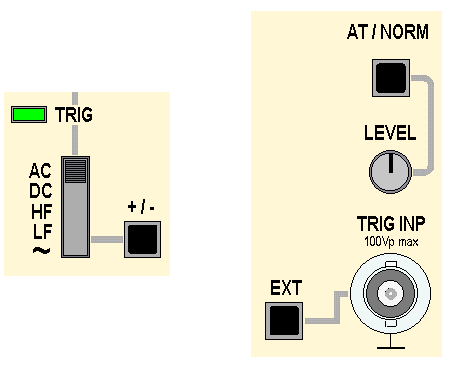 TRIG
AC
DC
HF
LF
~
+ / -
AT / NORM
LEVEL
TRIG INP
100Vp max
EXT